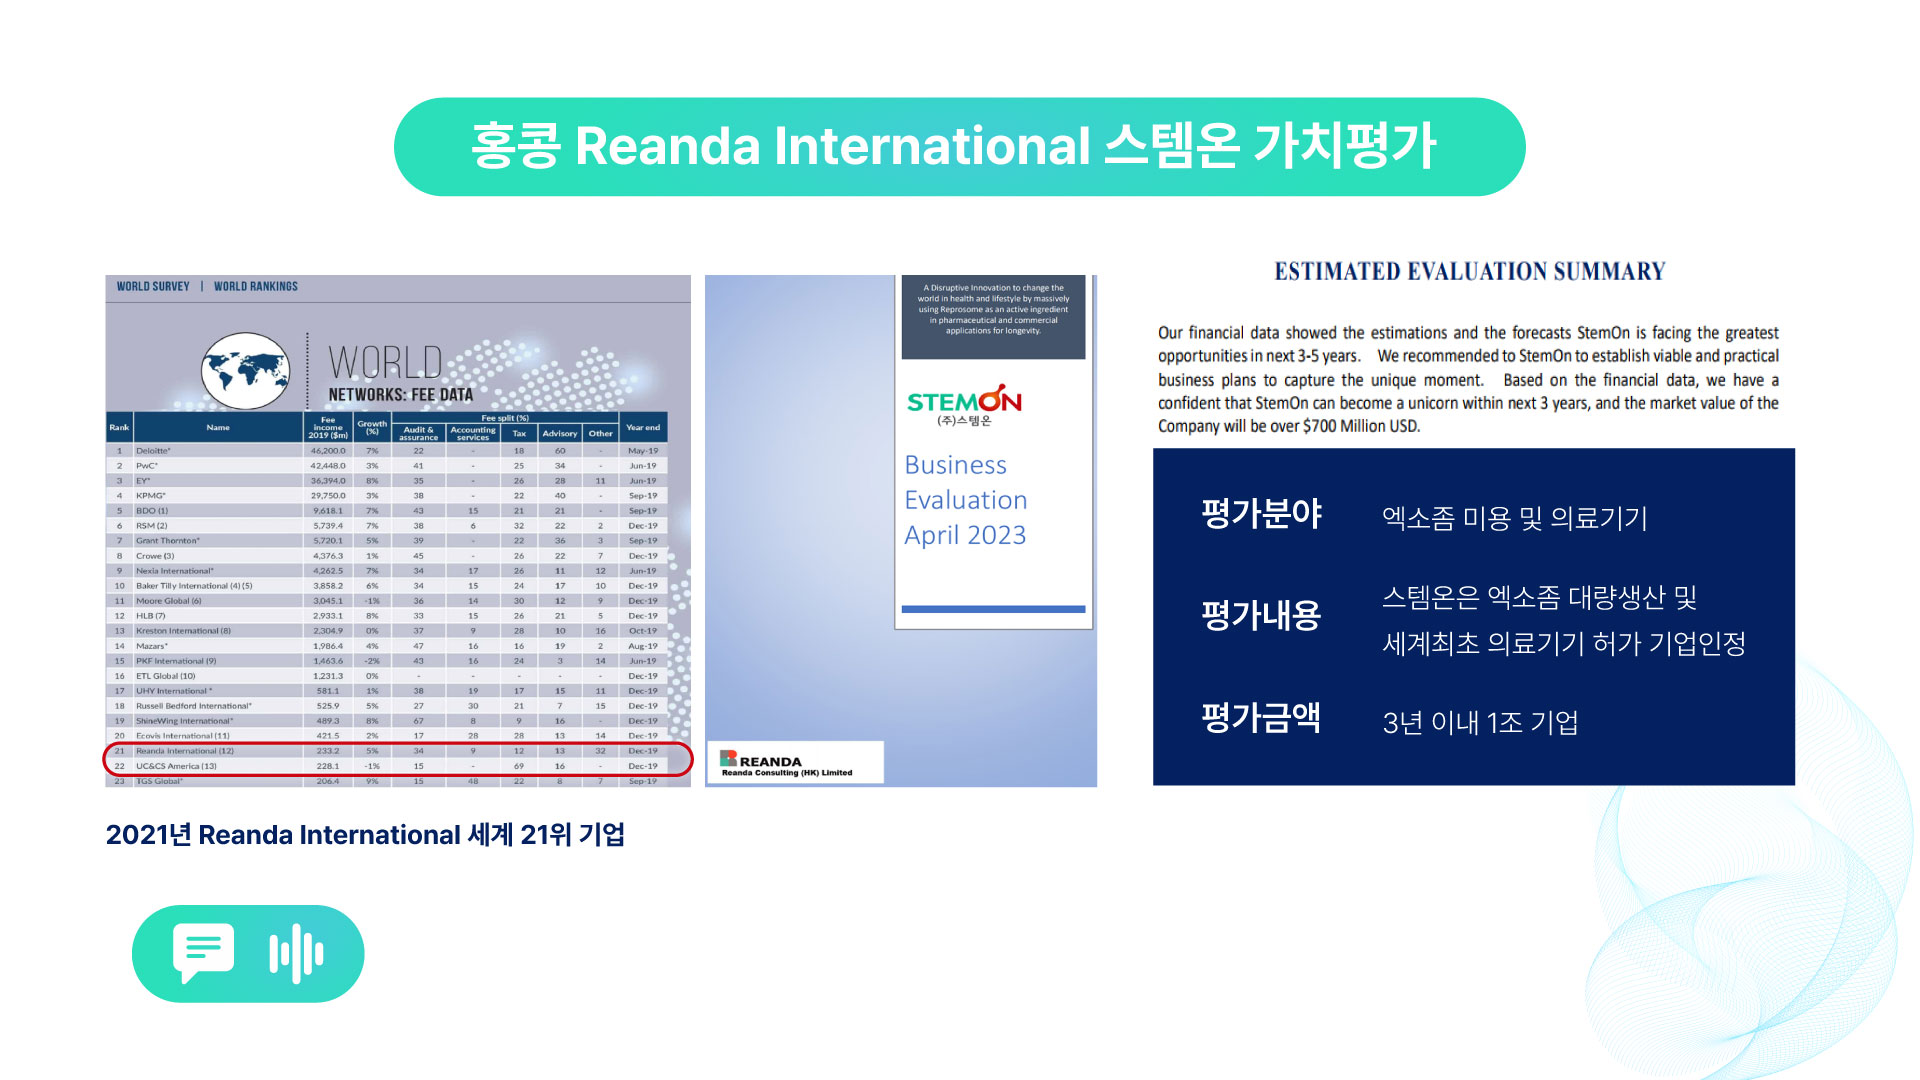 홍콩 Reanda International 스템온 가치평가
WORLD SURVEY | WORLD RANKINGS
WORLD
NETWORKS: FEE DATA
Rank Name Fee income 2019 ($m) Growth (%) Fee split (%) Audit & assurance Accounting services Tax Advisory Other Year end
1 Deloitte* 46,200.0 7% 22 - 18 60 - May-19
2 PwC* 42,448.0 3% 41 - 25 34 - Jun-19
3 EY* 36,394.0 8% 35 - 26 28 11 Jun-19
4 KPMG* 29,750.0 3% 38 - 22 40 - Sep-19
5 BDO (1) 9,618.1 7% 43 15 21 21 - Sep-19
6 RSM (2) 5,739.4 7% 38 6 32 22 2 Dec-19
7 Grant Thornton* 5,720.1 5% 39 - 22 36 3 Sep-19
8 Crowe (3) 4,376.3 1% 45 - 26 22 7 Dec-19
9 Nexia International* 4,262.5 7% 34 17 26 11 12 Jun-19
10 Baker Tilly International (4) (5) 3,858.2 6% 34 15 24 17 10 Dec-19
11 Moore Global (6) 3,045.1 -1% 36 14 30 12 9 Dec-19
12 HLB (7) 2,933.1 8% 33 15 26 21 5 Dec-19
13 Kreston International (8) 2,304.9 0% 37 9 28 10 16 Oct-19
14 Mazars* 1,986.4 4% 47 16 16 19 2 Aug-19
15 PKF International (9) 1,463.6 -2% 43 16 24 3 14 Jun-19
16 ETL Global (10) 1,231.3 0% - - - - - Dec-19
17 UHY International * 581.1 1% 38 19 17 15 11 Dec-19
18 Russell Bedford International* 525.9 5% 27 30 21 7 15 Dec-19
19 ShineWing International* 489.3 8% 67 8 9 16 - Dec-19
20 Ecovis International (11) 421.5 2% 17 28 28 13 14 Dec-19
21 Reanda International (12) 233.2 5% 34 9 12 13 32 Dec-19
22 UC&CS America (13) 228.1 -1% 15 - 69 16 - Dec-19
23 TGS Global* 206.4 9% 15 48 22 8 7 Sep-19
2021년 Reanda International 세계 21위 기업
A Disruptive Innovation to change the
world in health and lifestyle by massively
using Reprosome as an active ingredient
in pharmaceutical and commercial
applications for longevity.
STEMON
(주)스템온
Business
Evaluation
April 2023
REANDA
Reanda Consulting (HK) Limited
ESTIMATED EVALUATION SUMMARY
Our financial data showed the estimations and the forecasts StemOn is facing the greatest
opportunities in next 3-5 years. We recommended to StemOn to establish viable and practical
business plans to capture the unique moment. Based on the financial data, we have a
confident that StemOn can become a unicorn within next 3 years, and the market value of the
Company will be over $700 Million USD.
평가분야 엑소좀 미용 및 의료기기
평가내용 스템온은 엑소좀 대량생산 및
세계최초 의료기기 허가 기업인정
평가금액 3년 이내 1조 기업